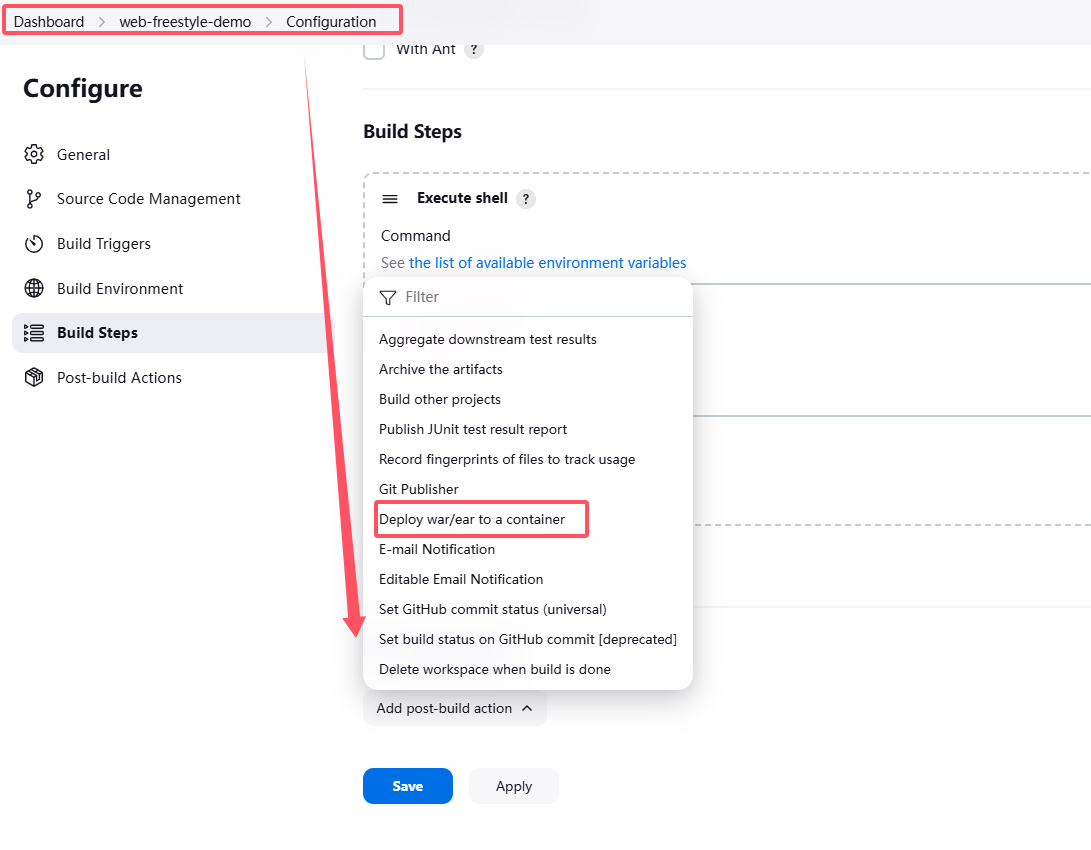 Dashboard > web-freestyle-demo > Configuration
With Ant ?
Configure
General
Source Code Management
Build Triggers
Build Environment
Build Steps
Post-build Actions
Build Steps
Execute shell ?
Command
See the list of available environment variables
Filter
Aggregate downstream test results
Archive the artifacts
Build other projects
Publish JUnit test result report
Record fingerprints of files to track usage
Git Publisher
Deploy war/ear to a container
E-mail Notification
Editable Email Notification
Set GitHub commit status (universal)
Set build status on GitHub commit [deprecated]
Delete workspace when build is done
Add post-build action
Save
Apply